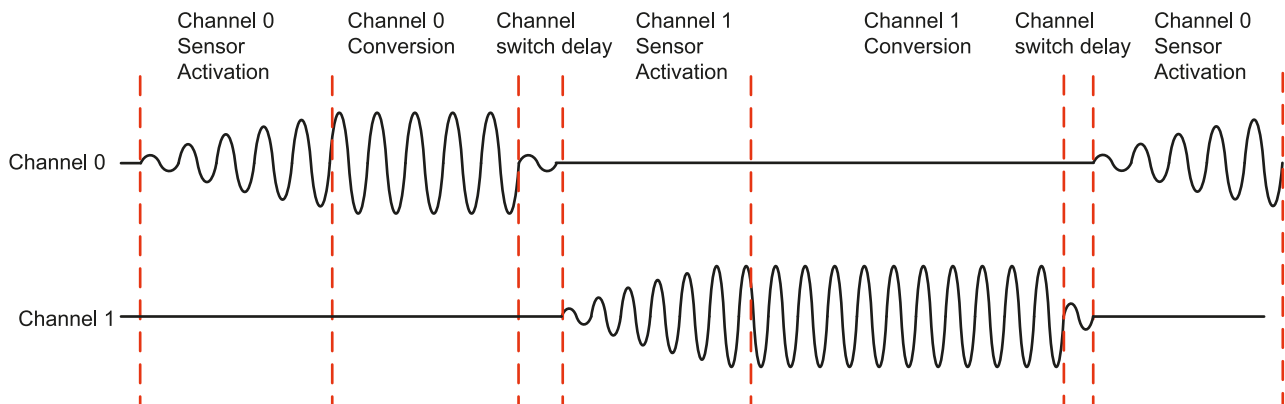 Channel 0
Sensor
Activation
Channel 0
Conversion
Channel
switch delay
Channel 1
Sensor
Activation
Channel 1
Conversion
Channel
switch delay
Channel 0
Sensor
Activation
Channel 0
Channel 1